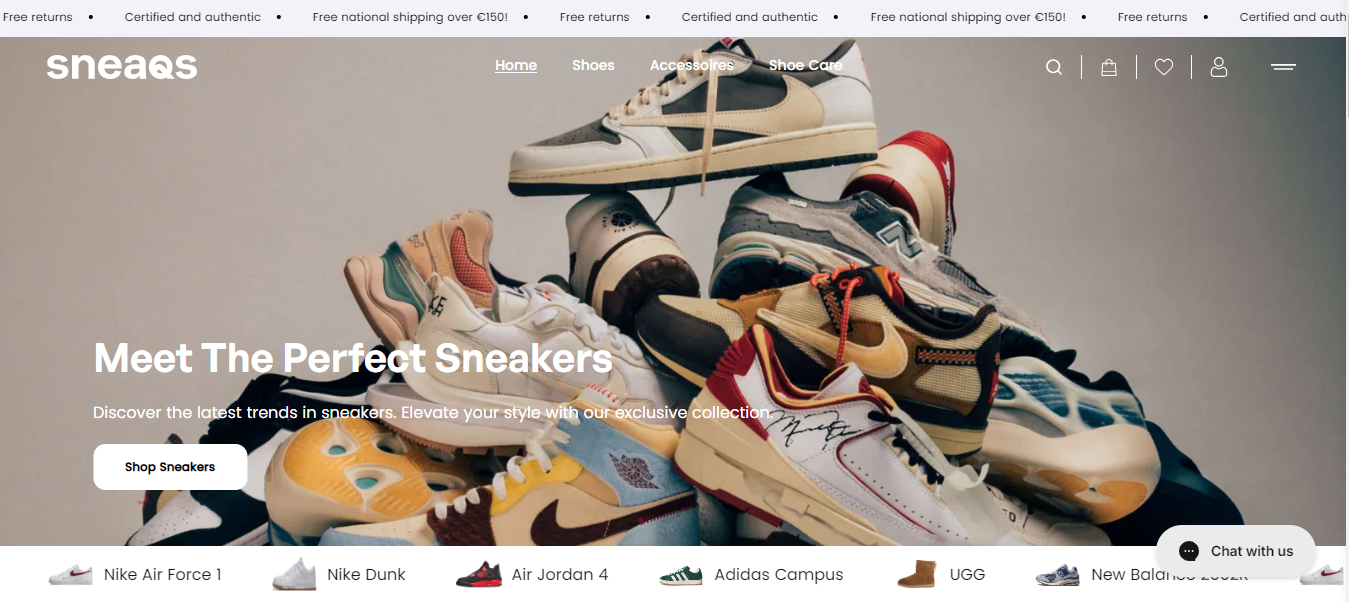 Free returns • Certified and authentic • Free national shipping over €150! • Free returns • Certified and authentic • Free national shipping over €150! • Free returns • Certified and auth
sneaqs Home Shoes Accessoires Shoe Care
Meet The Perfect Sneakers
Discover the latest trends in sneakers. Elevate your style with our exclusive collection.
Shop Sneakers
Chat with us
Nike Air Force 1 Nike Dunk Air Jordan 4 Adidas Campus UGG New Balance 2002R